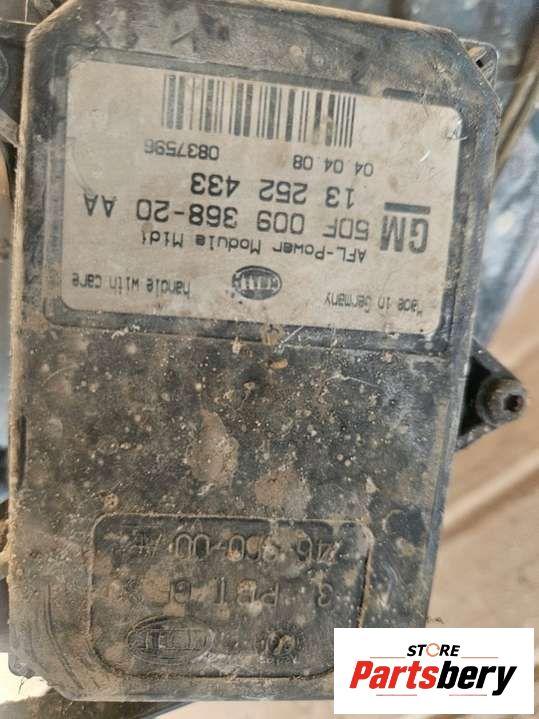 Made in Germany
HELLA
handle with care
AFL-Power Module Midi
GM 5DF 009 368-20 AA
13 252 433
04 04 08 0837596
STORE
Partsbery